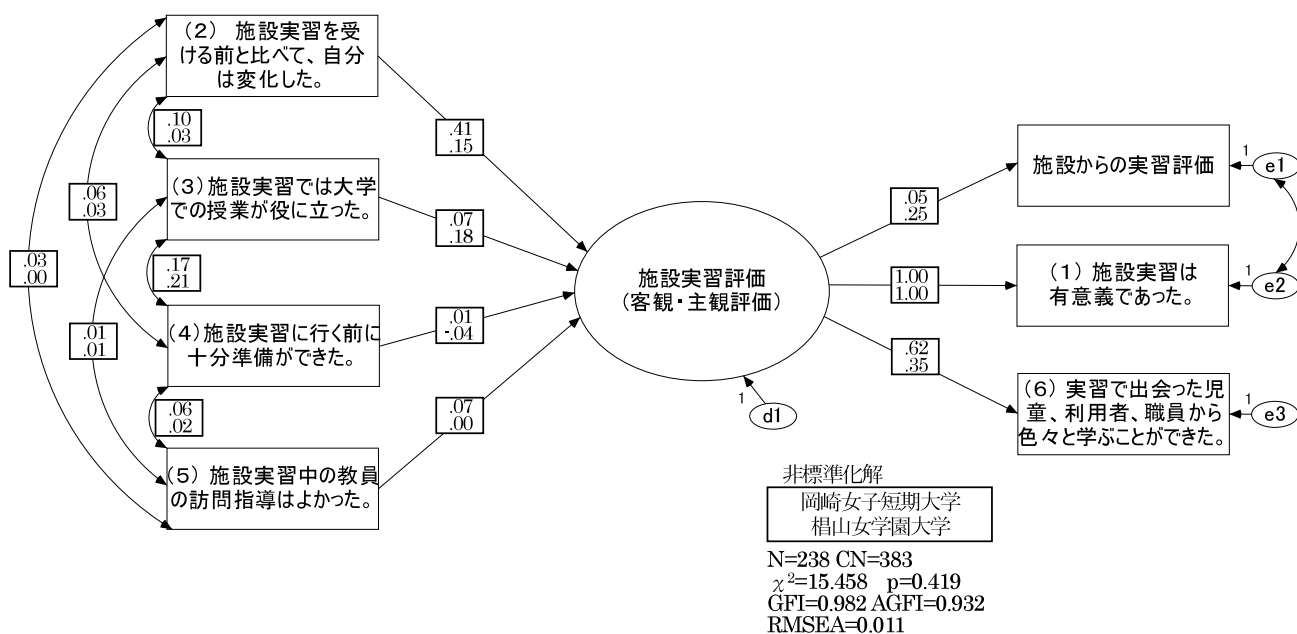 （2） 施設実習を受
ける前と比べて、自分
は変化した。
.10
.03
（3）施設実習では大学
での授業が役に立った。
.06
.03
.17
.21
.03
.00
（4）施設実習に行く前に
十分準備ができた。
.01
.01
.06
.02
（5）施設実習中の教員
の訪問指導はよかった。
.41
.15
.07
.18
.01
-.04
.07
.00
施設実習評価
（客観・主観評価）
1
d1
.05
.25
1.00
1.00
.62
.35
施設からの実習評価
1
e1
（1）施設実習は
有意義であった。
1
e2
（6）実習で出会った児
童、利用者、職員から
色々と学ぶことができた。
1
e3
非標準化解
岡崎女子短期大学
椙山女学園大学
N=238 CN=383
χ²=15.458 p=0.419
GFI=0.982 AGFI=0.932
RMSEA=0.011